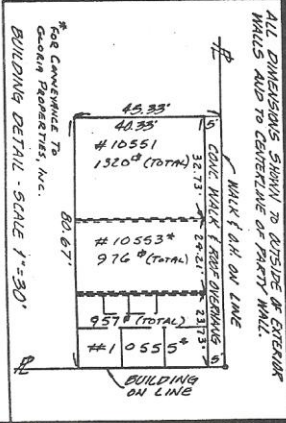 ALL DIMENSIONS SHOWN TO OUTSIDE OF EXTERIOR
WALLS AND TO CENTERLINE OF PARTY WALL.
WALK & O.H. ON LINE
PL
5'
CONC WALK & ROOF OVERHANG
5'
45.33'
40.33'
32.73'
24.21'
23.73'
#10551
1320# (TOTAL)
#10553*
976 # (TOTAL)
957# (TOTAL)
#10555*
80.67'
BUILDING
ON LINE
PL
*
FOR CONVEYANCE TO
GLORIA PROPERTIES, INC.
BUILDING DETAIL - SCALE 1"=30'